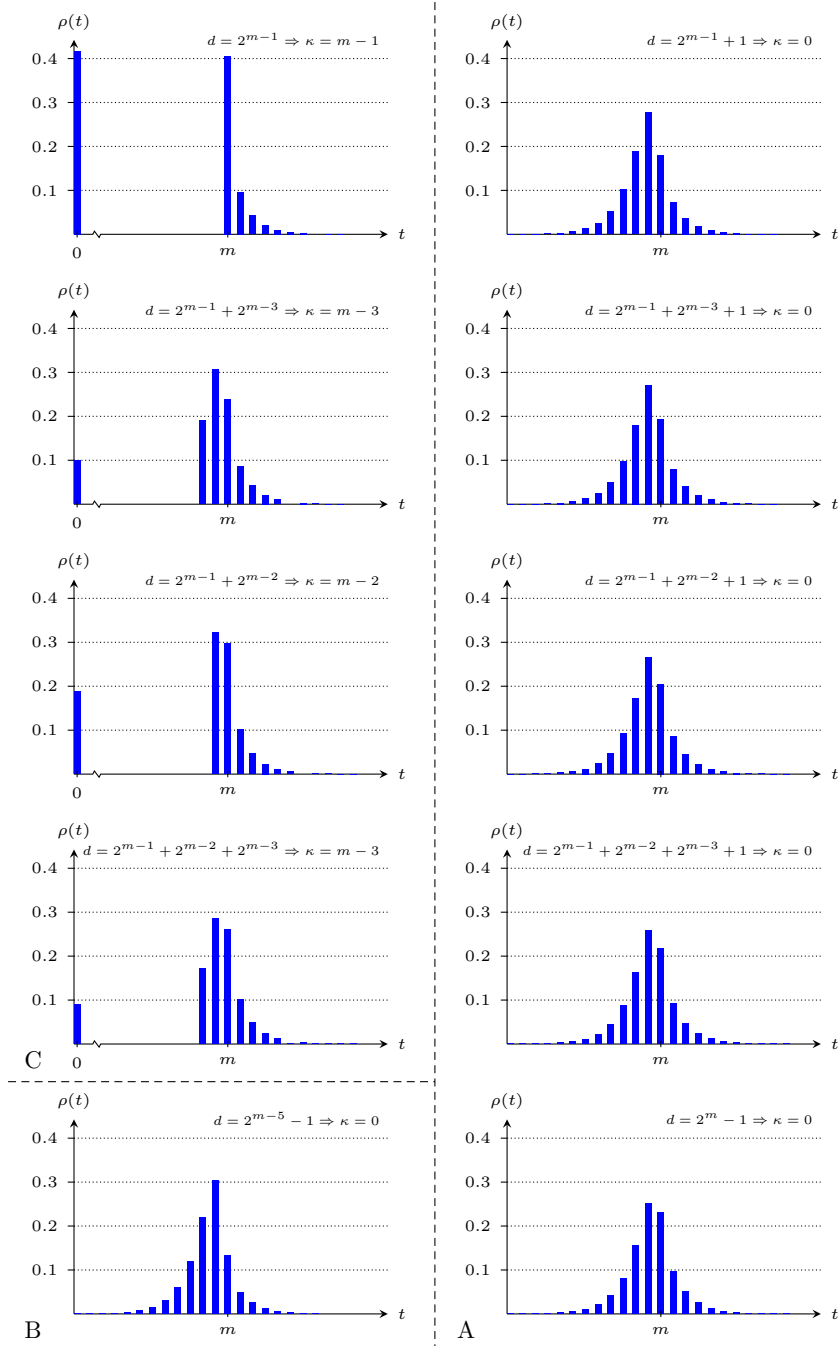 ρ(t)
d = 2^{m−1} ⇒ κ = m − 1
0.4
0.3
0.2
0.1
0
m
t
ρ(t)
d = 2^{m−1} + 1 ⇒ κ = 0
0.4
0.3
0.2
0.1
m
t
ρ(t)
d = 2^{m−1} + 2^{m−3} ⇒ κ = m − 3
0.4
0.3
0.2
0.1
0
m
t
ρ(t)
d = 2^{m−1} + 2^{m−3} + 1 ⇒ κ = 0
0.4
0.3
0.2
0.1
m
t
ρ(t)
d = 2^{m−1} + 2^{m−2} ⇒ κ = m − 2
0.4
0.3
0.2
0.1
0
m
t
ρ(t)
d = 2^{m−1} + 2^{m−2} + 1 ⇒ κ = 0
0.4
0.3
0.2
0.1
m
t
ρ(t)
d = 2^{m−1} + 2^{m−2} + 2^{m−3} ⇒ κ = m − 3
0.4
0.3
0.2
0.1
0
m
t
C
ρ(t)
d = 2^{m−1} + 2^{m−2} + 2^{m−3} + 1 ⇒ κ = 0
0.4
0.3
0.2
0.1
m
t
ρ(t)
d = 2^{m−5} − 1 ⇒ κ = 0
0.4
0.3
0.2
0.1
m
t
B
ρ(t)
d = 2^m − 1 ⇒ κ = 0
0.4
0.3
0.2
0.1
m
t
A